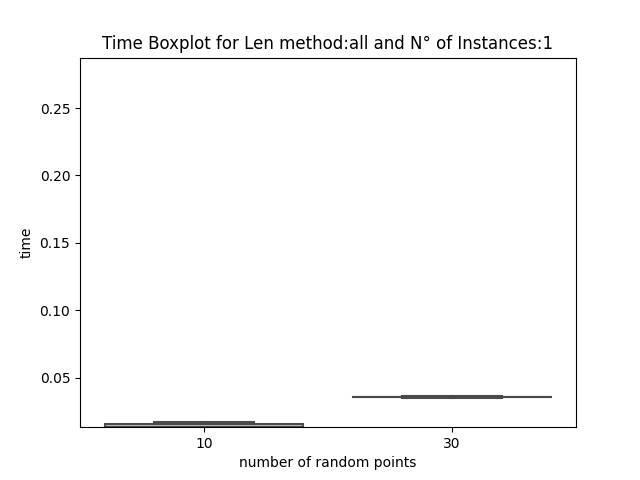 Time Boxplot for Len method:all and N° of Instances:1
0.25
0.20
0.15
0.10
0.05
time
10 30
number of random points